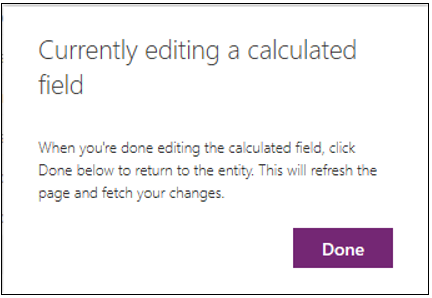 Currently editing a calculated
field
When you're done editing the calculated field, click
Done below to return to the entity. This will refresh the
page and fetch your changes.
Done